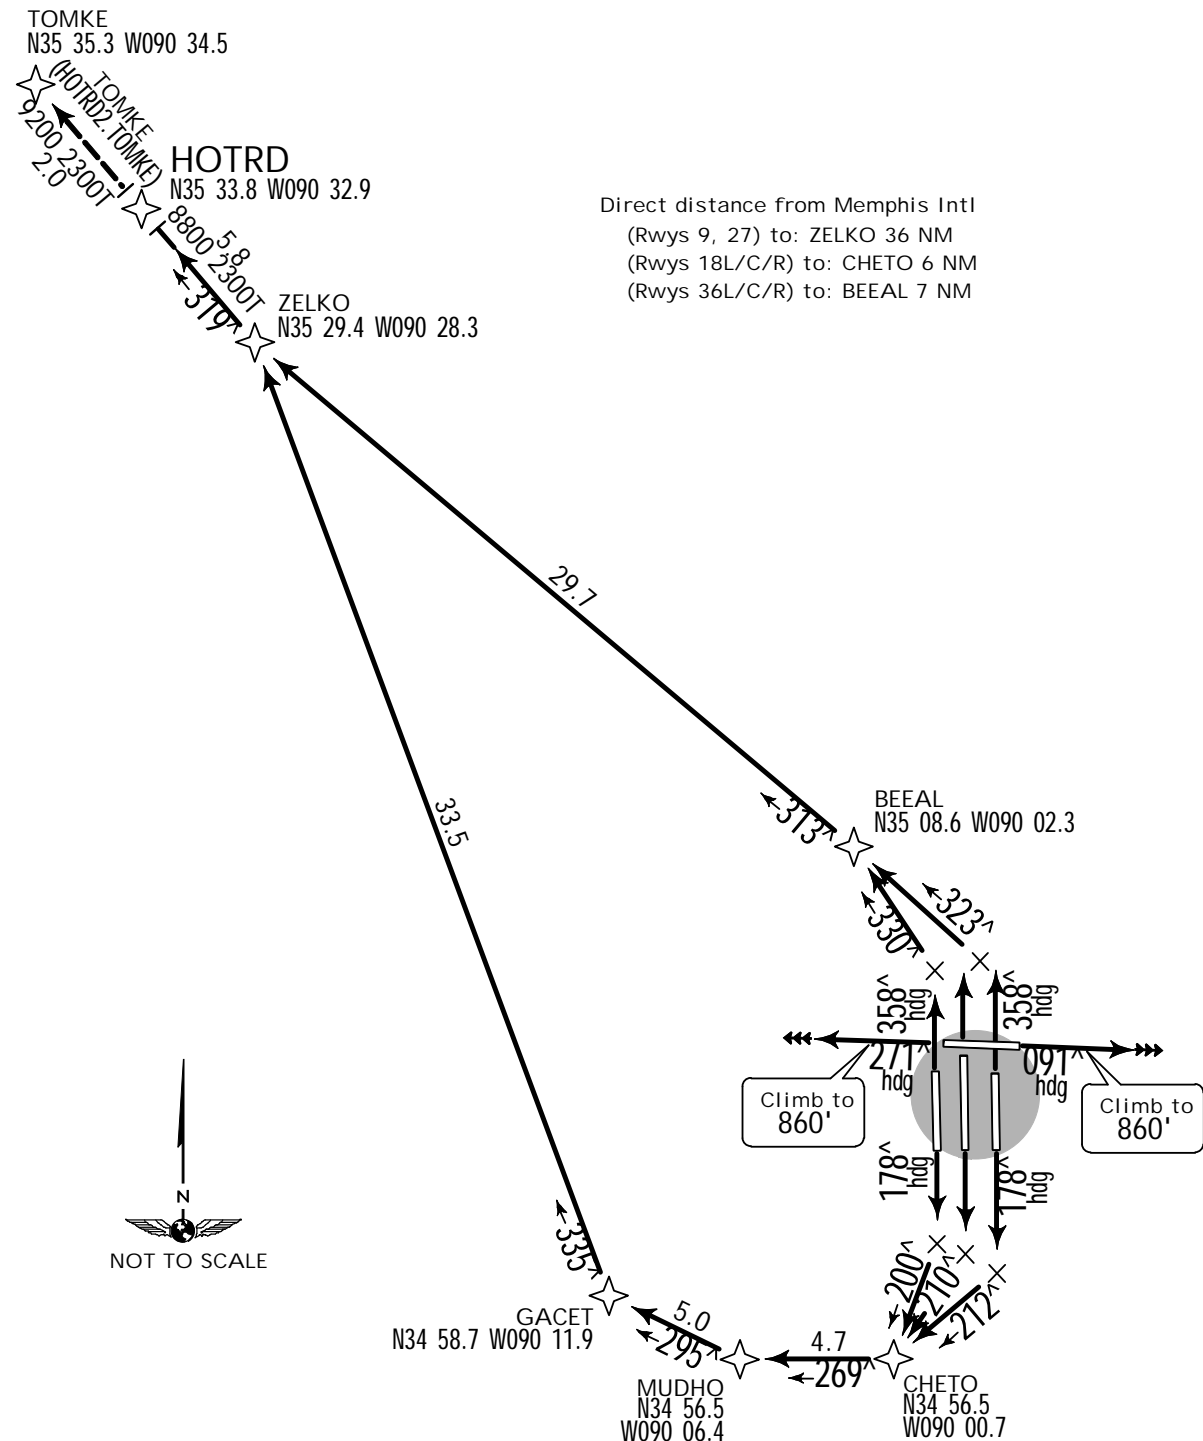 TOMKE
N35 35.3 W090 34.5
TOMKE
(HOTRD2.TOMKE)
9200 2300T
2.0
HOTRD
N35 33.8 W090 32.9
5.8
8800 2300T
319^
ZELKO
N35 29.4 W090 28.3
Direct distance from Memphis Intl
(Rwys 9, 27) to: ZELKO 36 NM
(Rwys 18L/C/R) to: CHETO 6 NM
(Rwys 36L/C/R) to: BEEAL 7 NM
29.7
33.5
BEEAL
N35 08.6 W090 02.3
313^
330^
323^
358^
hdg
358^
hdg
271^
hdg
091^
hdg
Climb to
860'
Climb to
860'
178^
hdg
178^
hdg
N
NOT TO SCALE
335^
200^
210^
212^
GACET
N34 58.7 W090 11.9
5.0
295^
4.7
269^
MUDHO
N34 56.5
W090 06.4
CHETO
N34 56.5
W090 00.7